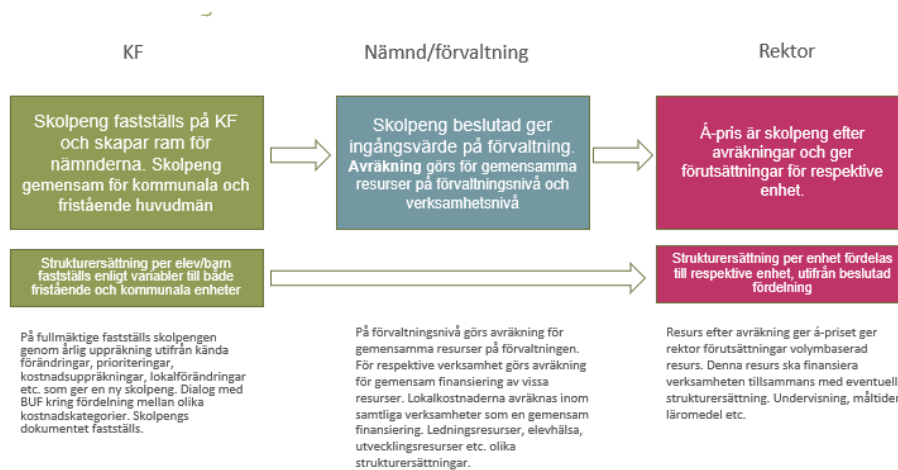 KF
Nämnd/förvaltning
Rektor
Skolpeng fastställs på KF
och skapar ram för
nämnderna. Skolpeng
gemensam för kommunala och
fristående huvudmän
Skolpeng beslutad ger
ingångsvärde på förvaltning.
Avräkning görs för gemensamma
resurser på förvaltningsnivå och
verksamhetsnivå
Á-pris är skolpeng efter
avräkningar och ger
förutsättningar för respektive
enhet.
Strukturersättning per elev/barn
fastställs enligt variabler till både
fristående och kommunala enheter
Strukturersättning per enhet fördelas
till respektive enhet, utifrån beslutad
fördelning
På fullmäktige fastställs skolpengen
genom årlig uppräkning utifrån kända
förändringar, prioriteringar,
kostnadsuppräkningar, lokalförändringar
etc. som ger en ny skolpeng. Dialog med
BUF kring fördelning mellan olika
kostnadskategorier. Skolpengs
dokumentet fastställs.
På förvaltningsnivå görs avräkning för
gemensamma resurser på förvaltningen.
För respektive verksamhet görs avräkning
för gemensam finansiering av vissa
resurser. Lokalkostnaderna avräknas inom
samtliga verksamheter som en gemensam
finansiering. Ledningsresurser, elevhälsa,
utvecklingsresurser etc. olika
strukturersättningar.
Resurs efter avräkning ger á-priset ger
rektor förutsättningar volymbaserad
resurs. Denna resurs ska finansiera
verksamheten tillsammans med eventuell
strukturersättning. Undervisning, måltider
läromedel etc.